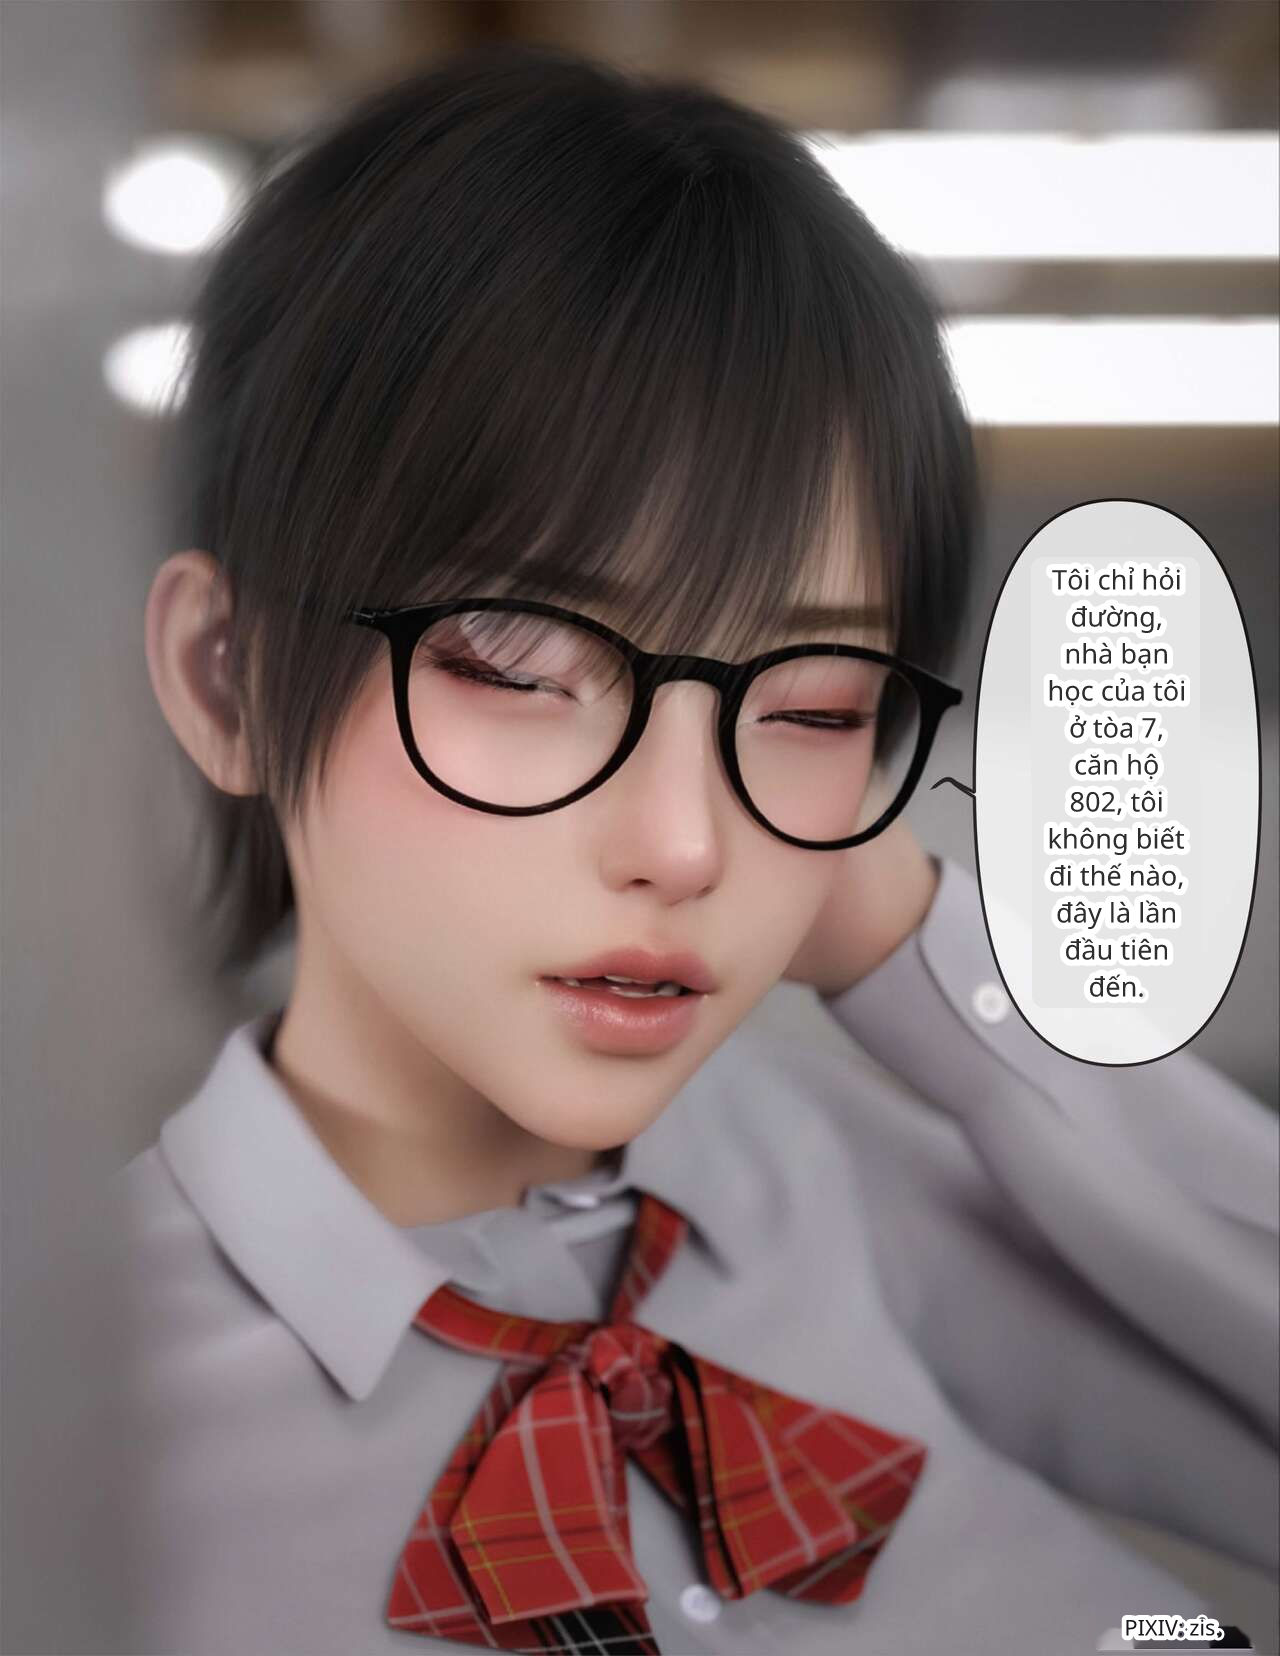 Tôi chỉ hỏi
đường,
nhà bạn
học của tôi
ở tòa 7,
căn hộ
802, tôi
không biết
đi thế nào,
đây là lần
đầu tiên
đến.
PIXIV: zis.